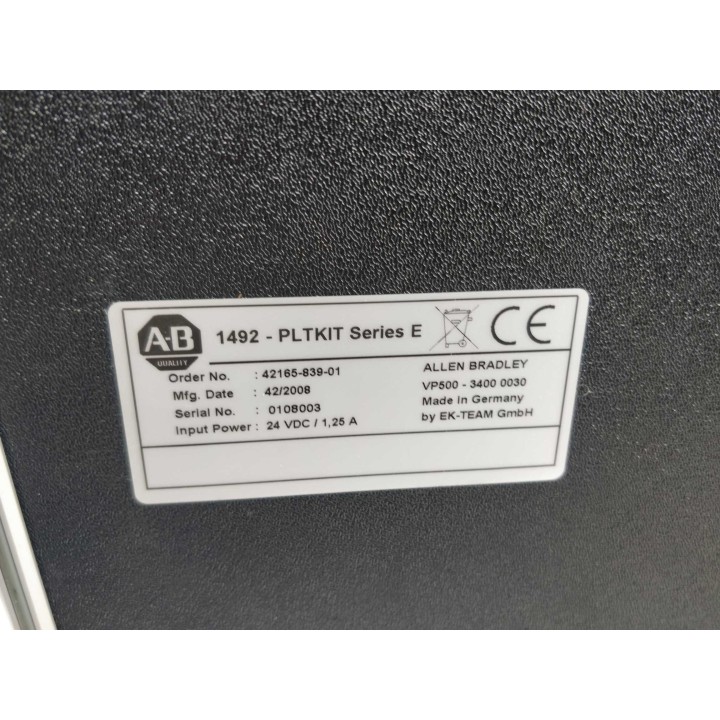 A-B
QUALITY
1492 - PLTKIT Series E
CE
Order No. : 42165-839-01
Mfg. Date : 42/2008
Serial No. : 0108003
Input Power : 24 VDC / 1,25 A
ALLEN BRADLEY
VP500 - 3400 0030
Made in Germany
by EK-TEAM GmbH